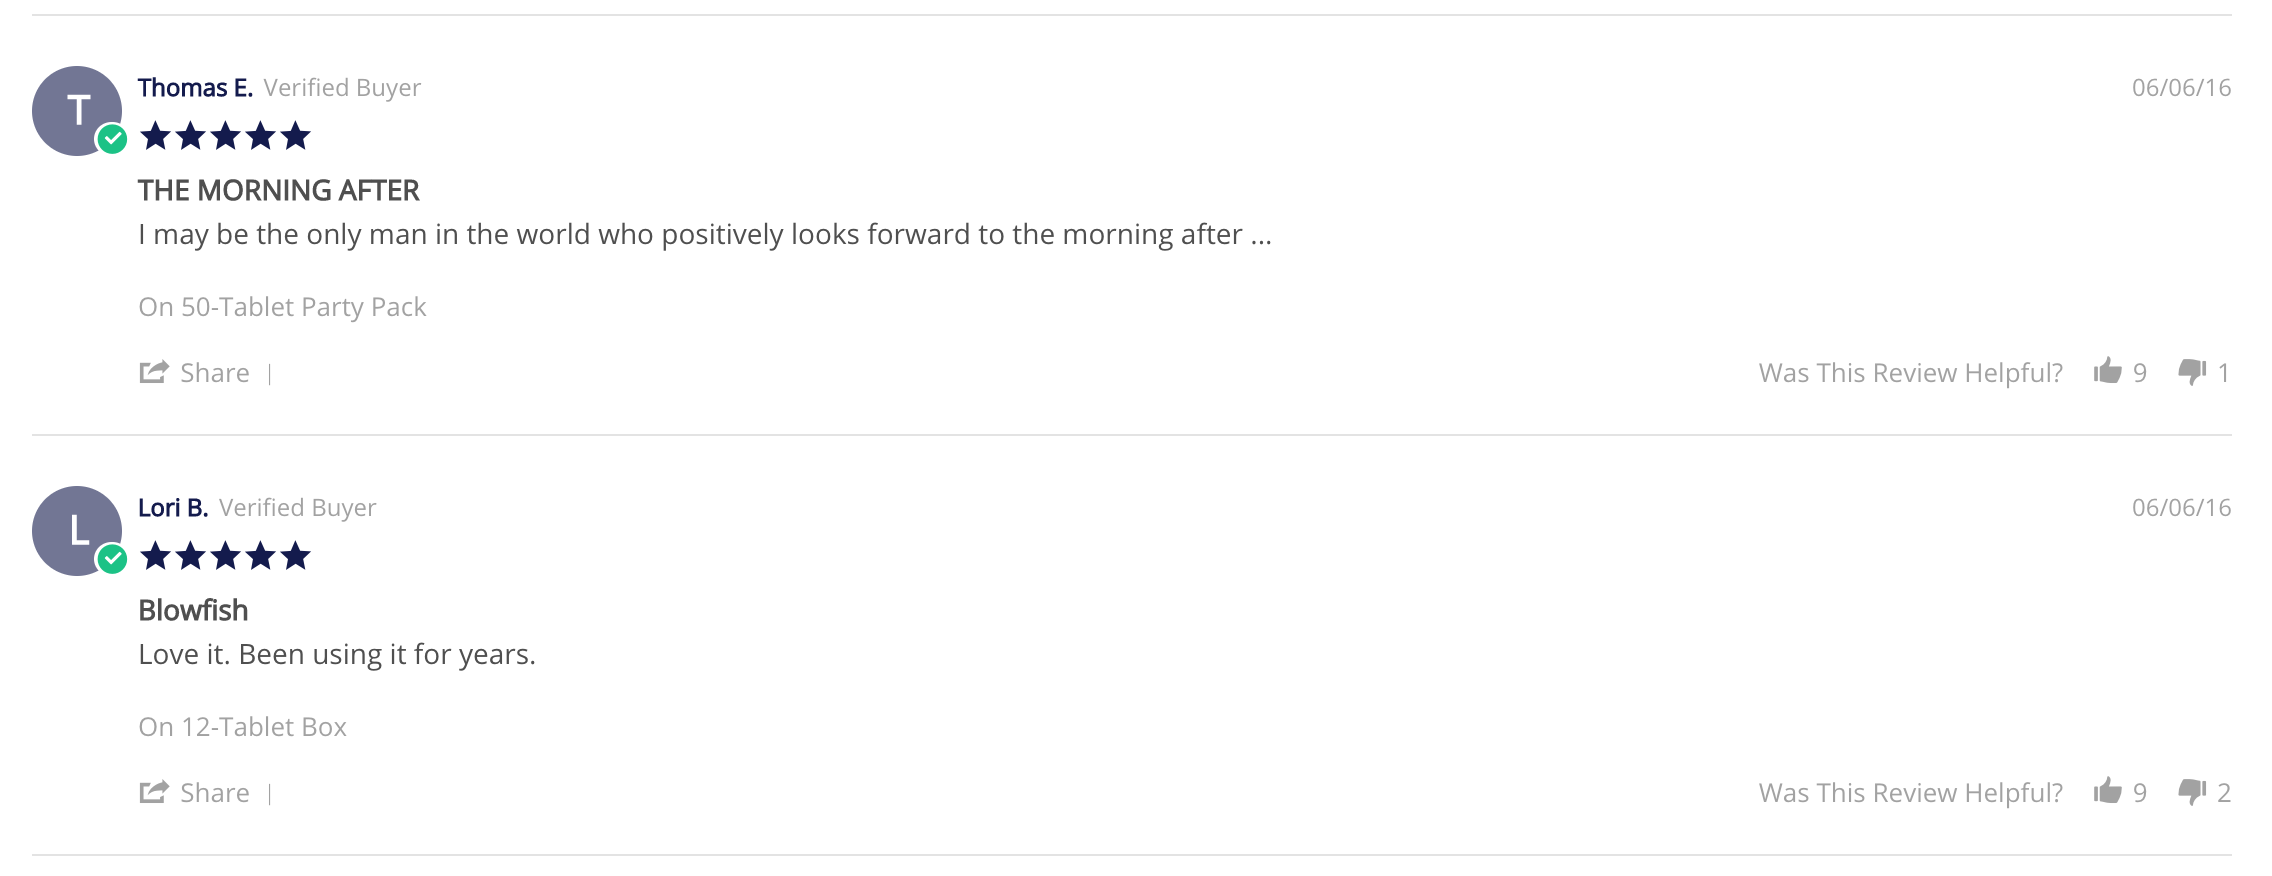 T
Thomas E. Verified Buyer
06/06/16
THE MORNING AFTER
I may be the only man in the world who positively looks forward to the morning after ...
On 50-Tablet Party Pack
Share |
Was This Review Helpful? 9 1
L
Lori B. Verified Buyer
06/06/16
Blowfish
Love it. Been using it for years.
On 12-Tablet Box
Share |
Was This Review Helpful? 9 2